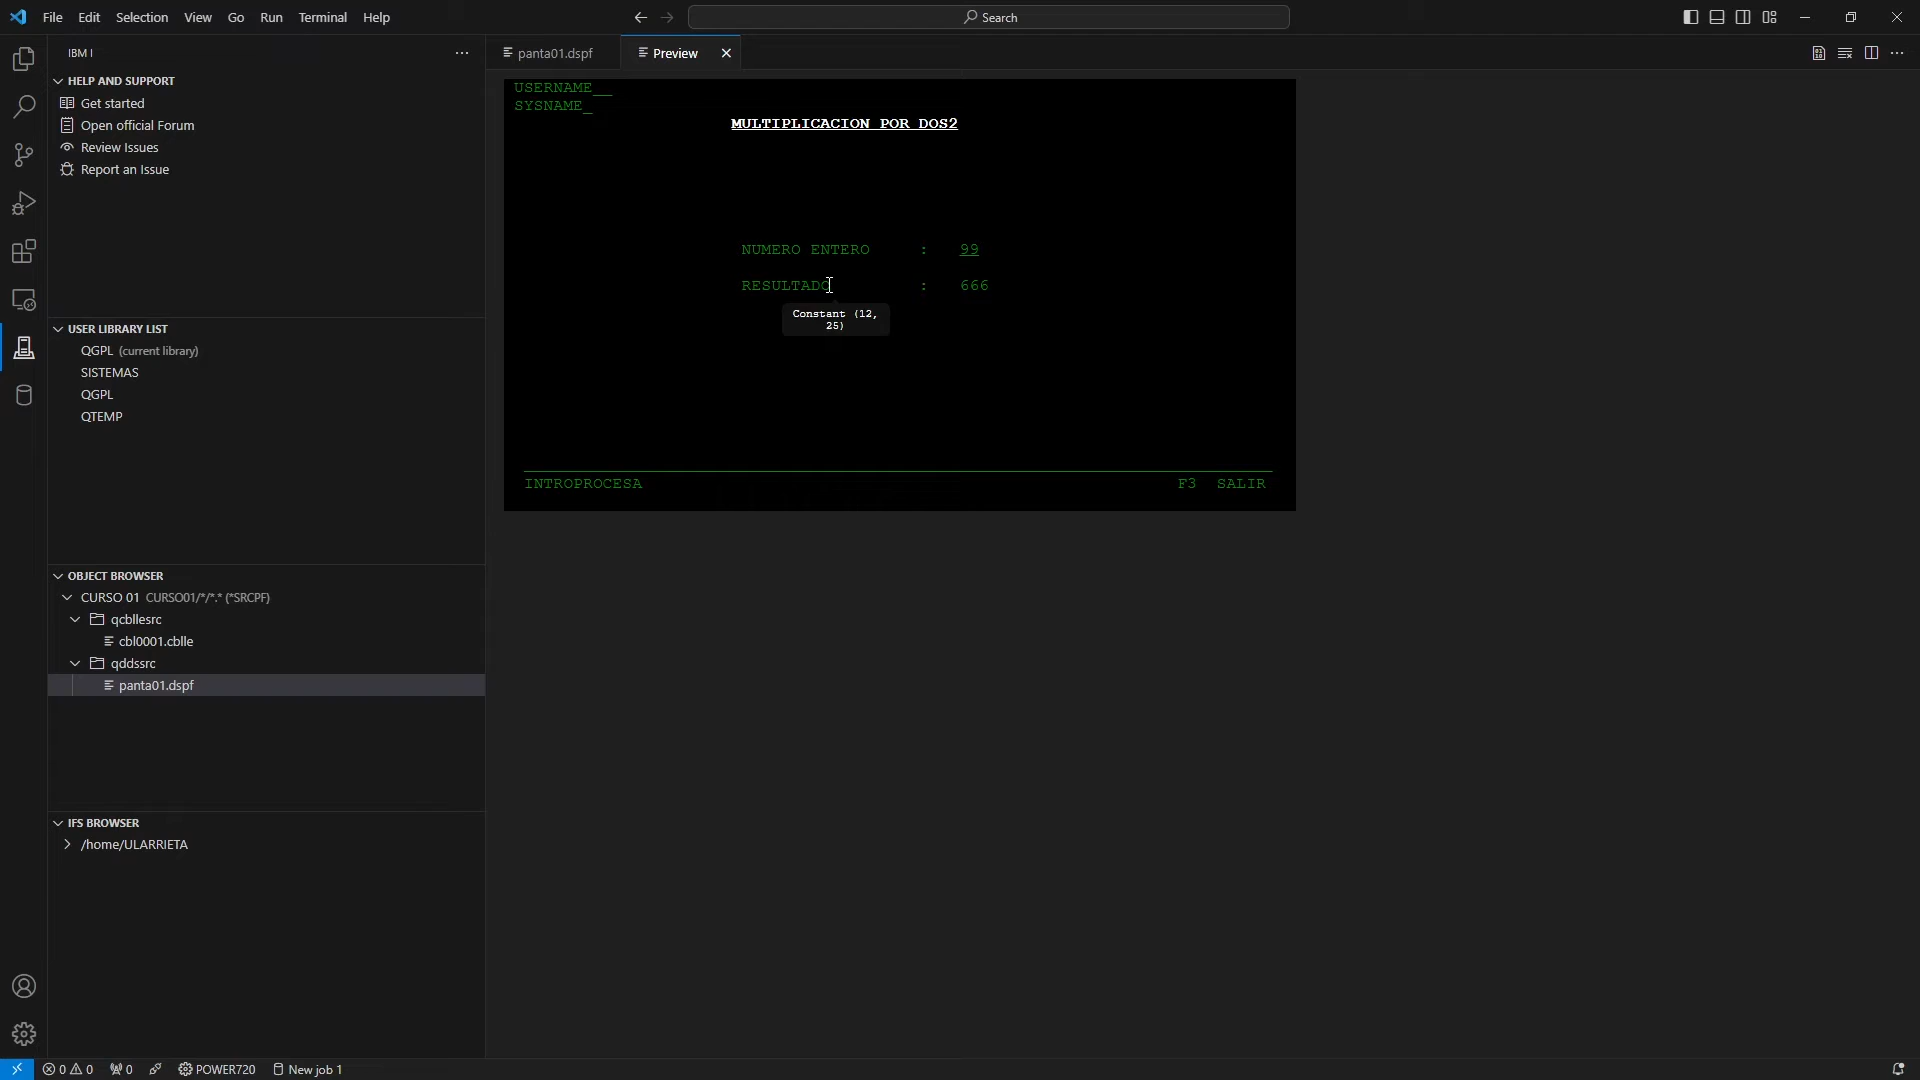 File Edit Selection View Go Run Terminal Help
Search
IBM I
HELP AND SUPPORT
Get started
Open official Forum
Review Issues
Report an Issue
USER LIBRARY LIST
QGPL (current library)
SISTEMAS
QGPL
QTEMP
OBJECT BROWSER
CURSO 01 CURSO01/*/*.* (*SRCPF)
qcbllesrc
cbl0001.cblle
qddssrc
panta01.dspf
IFS BROWSER
/home/ULARRIETA
panta01.dspf Preview
USERNAME__
SYSNAME_
MULTIPLICACION POR DOS2
NUMERO ENTERO : 99
RESULTADO : 666
Constant (12,
25)
INTROPROCESA F3 SALIR
0 0 0 POWER720 New job 1